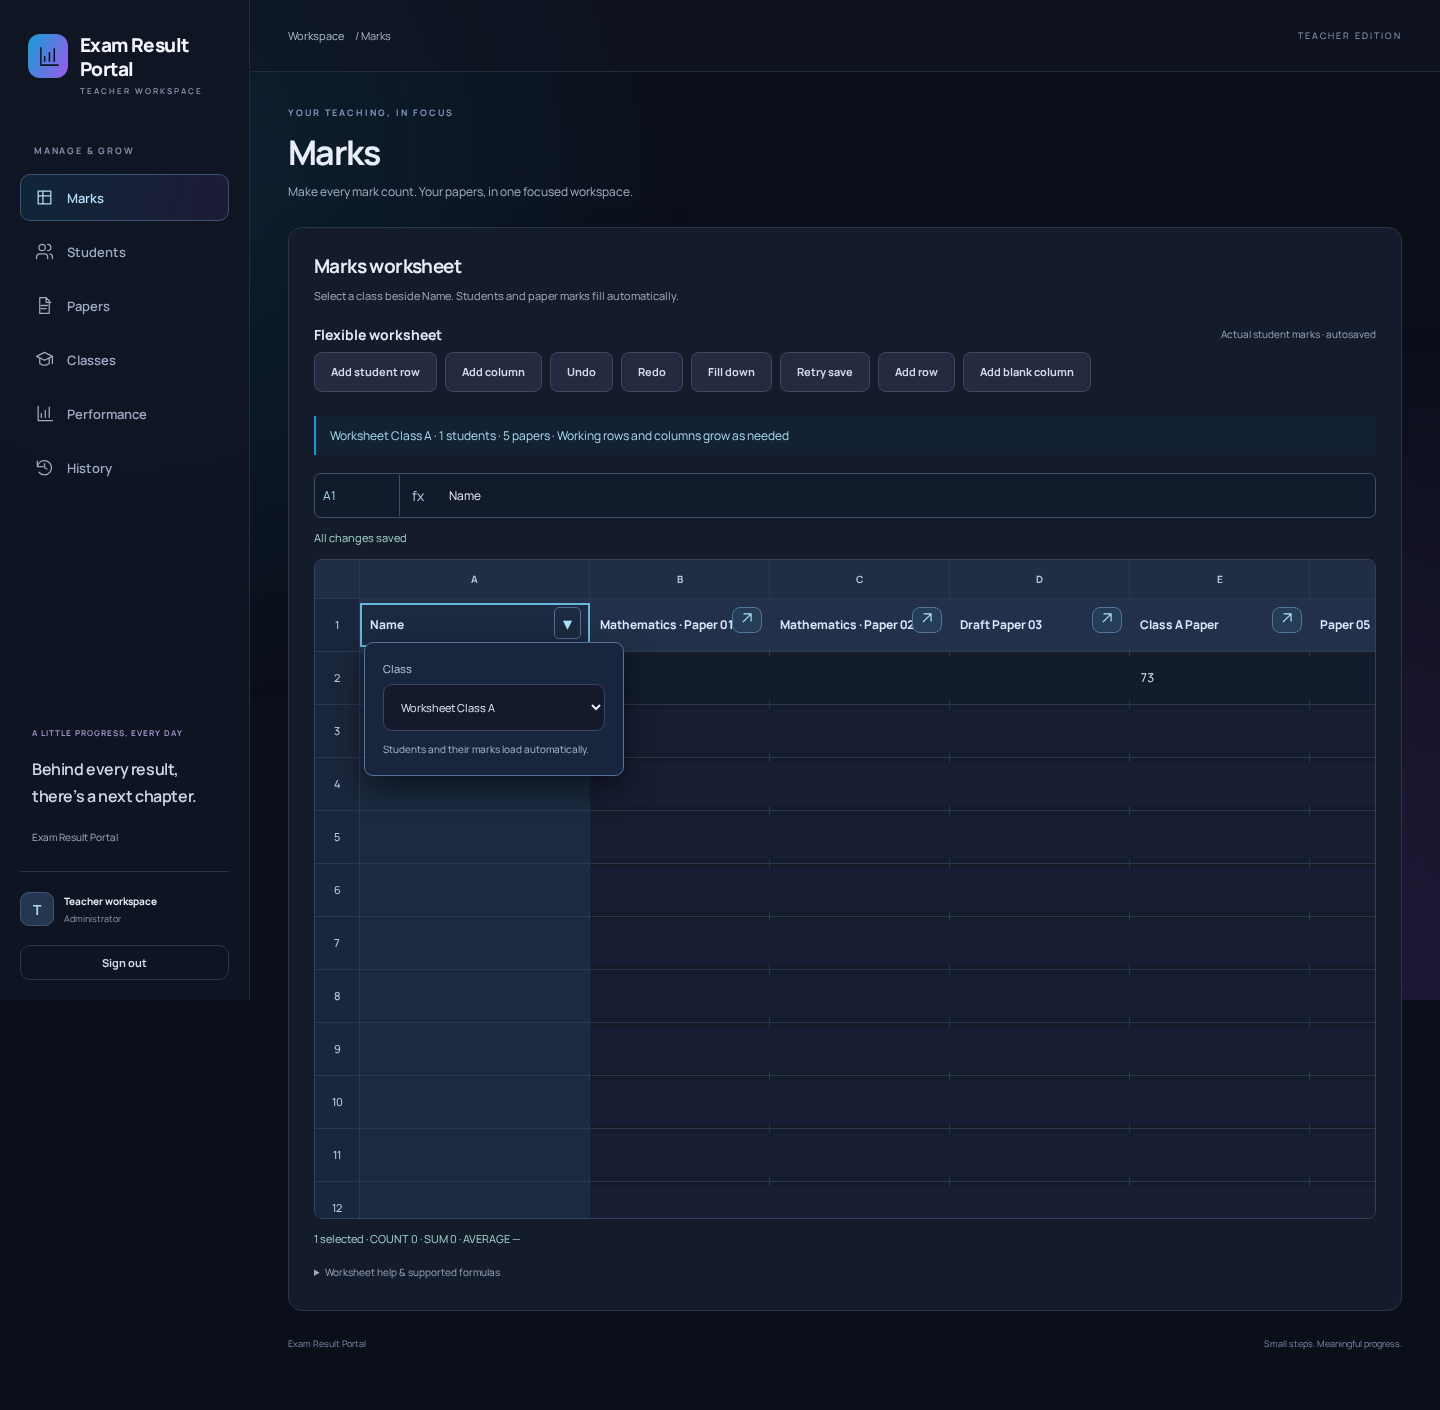 Exam Result
Portal
TEACHER WORKSPACE
MANAGE & GROW
Marks
Students
Papers
Classes
Performance
History
A LITTLE PROGRESS, EVERY DAY
Behind every result,
there's a next chapter.
Exam Result Portal
T
Teacher workspace
Administrator
Sign out
Workspace / Marks
TEACHER EDITION
YOUR TEACHING, IN FOCUS
Marks
Make every mark count. Your papers, in one focused workspace.
Marks worksheet
Select a class beside Name. Students and paper marks fill automatically.
Flexible worksheet
Actual student marks · autosaved
Add student row Add column Undo Redo Fill down Retry save Add row Add blank column
Worksheet Class A · 1 students · 5 papers · Working rows and columns grow as needed
A1 fx Name
All changes saved
A B C D E
1 Name ▼ Mathematics · Paper 01 Mathematics · Paper 02 Draft Paper 03 Class A Paper Paper 05
Class
Worksheet Class A
Students and their marks load automatically.
2 73
3
4
5
6
7
8
9
10
11
12
1 selected · COUNT 0 · SUM 0 · AVERAGE —
Worksheet help & supported formulas
Exam Result Portal
Small steps. Meaningful progress.